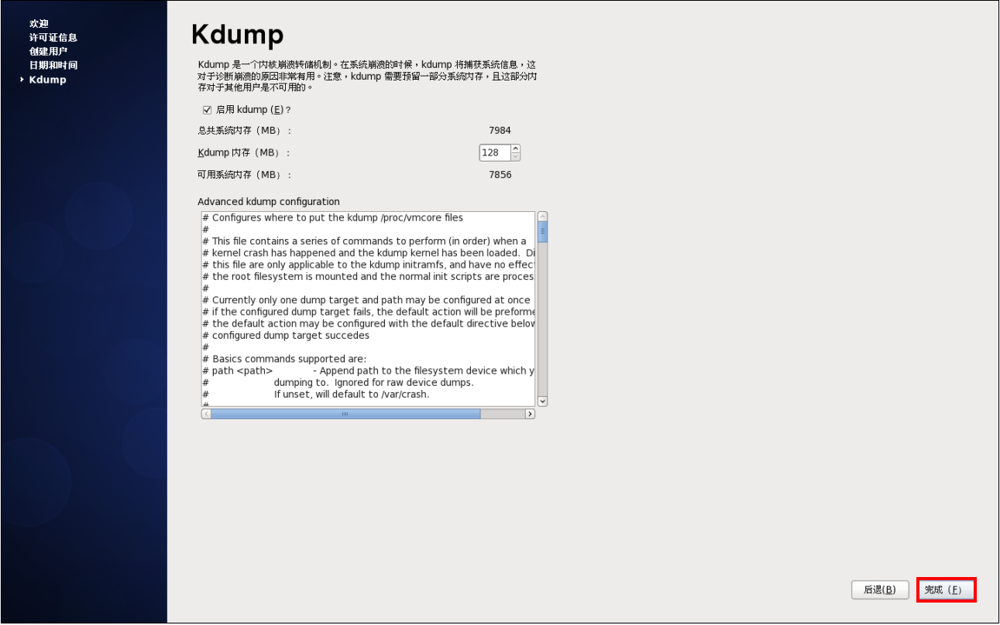 欢迎
许可证信息
创建用户
日期和时间
Kdump
Kdump
Kdump 是一个内核崩溃转储机制。在系统崩溃的时候，kdump 将捕获系统信息，这
对于诊断崩溃的原因非常有用。注意，kdump 需要预留一部分系统内存，且这部分内
存对于其他用户是不可用的。
启用 kdump (E)？
总共系统内存（MB）： 7984
Kdump 内存（MB）： 128
可用系统内存（MB）： 7856
Advanced kdump configuration
# Configures where to put the kdump /proc/vmcore files
#
# This file contains a series of commands to perform (in order) when a
# kernel crash has happened and the kdump kernel has been loaded.  Di
# this file are only applicable to the kdump initramfs, and have no effec
# the root filesystem is mounted and the normal init scripts are proces
#
# Currently only one dump target and path may be configured at once
# if the configured dump target fails, the default action will be preforme
# the default action may be configured with the default directive below
# configured dump target succedes
#
# Basics commands supported are:
# path <path> - Append path to the filesystem device which y
# dumping to.  Ignored for raw device dumps.
# If unset, will default to /var/crash.
#
后退(B)
完成（F）